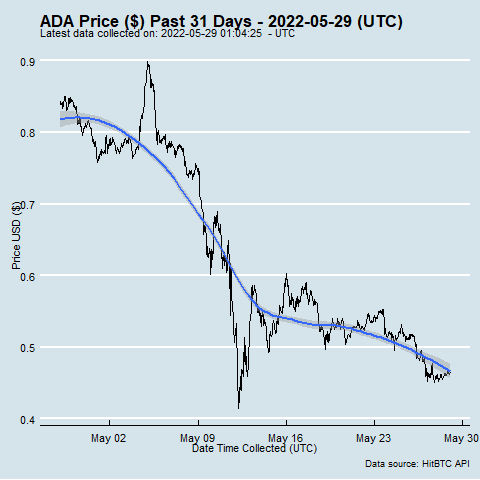 ADA Price ($) Past 31 Days - 2022-05-29 (UTC)
Latest data collected on: 2022-05-29 01:04:25 - UTC
0.9
0.8
0.7
0.6
0.5
0.4
Price USD ($)
May 02 May 09 May 16 May 23 May 30
Date Time Collected (UTC)
Data source: HitBTC API